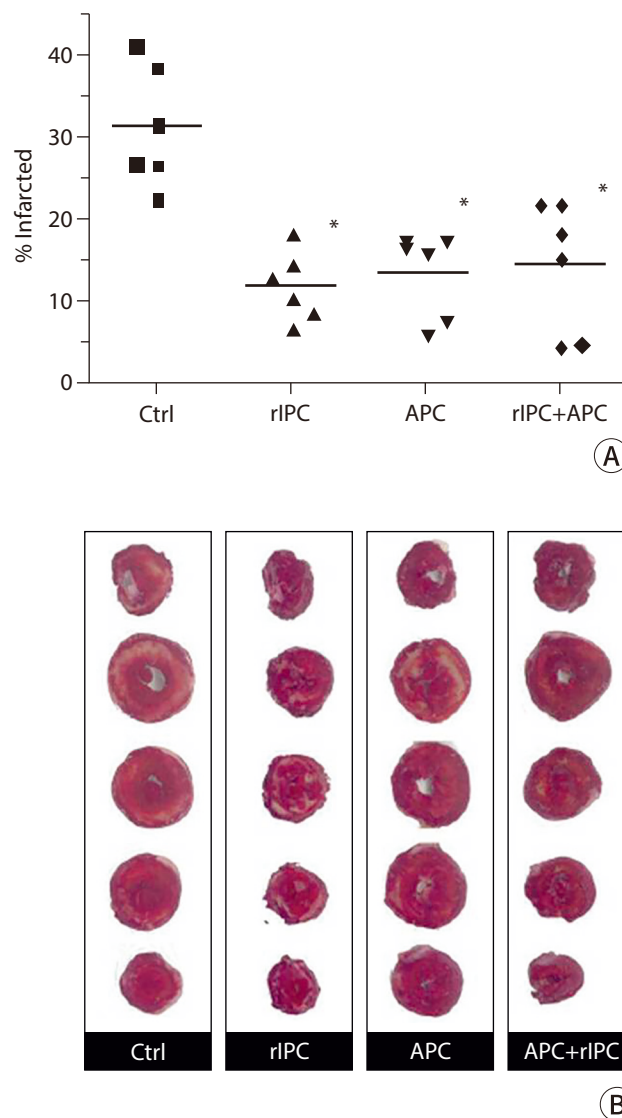 % Infarcted
40
30
20
10
0
* * *
Ctrl rIPC APC rIPC+APC
A
Ctrl rIPC APC APC+rIPC
B